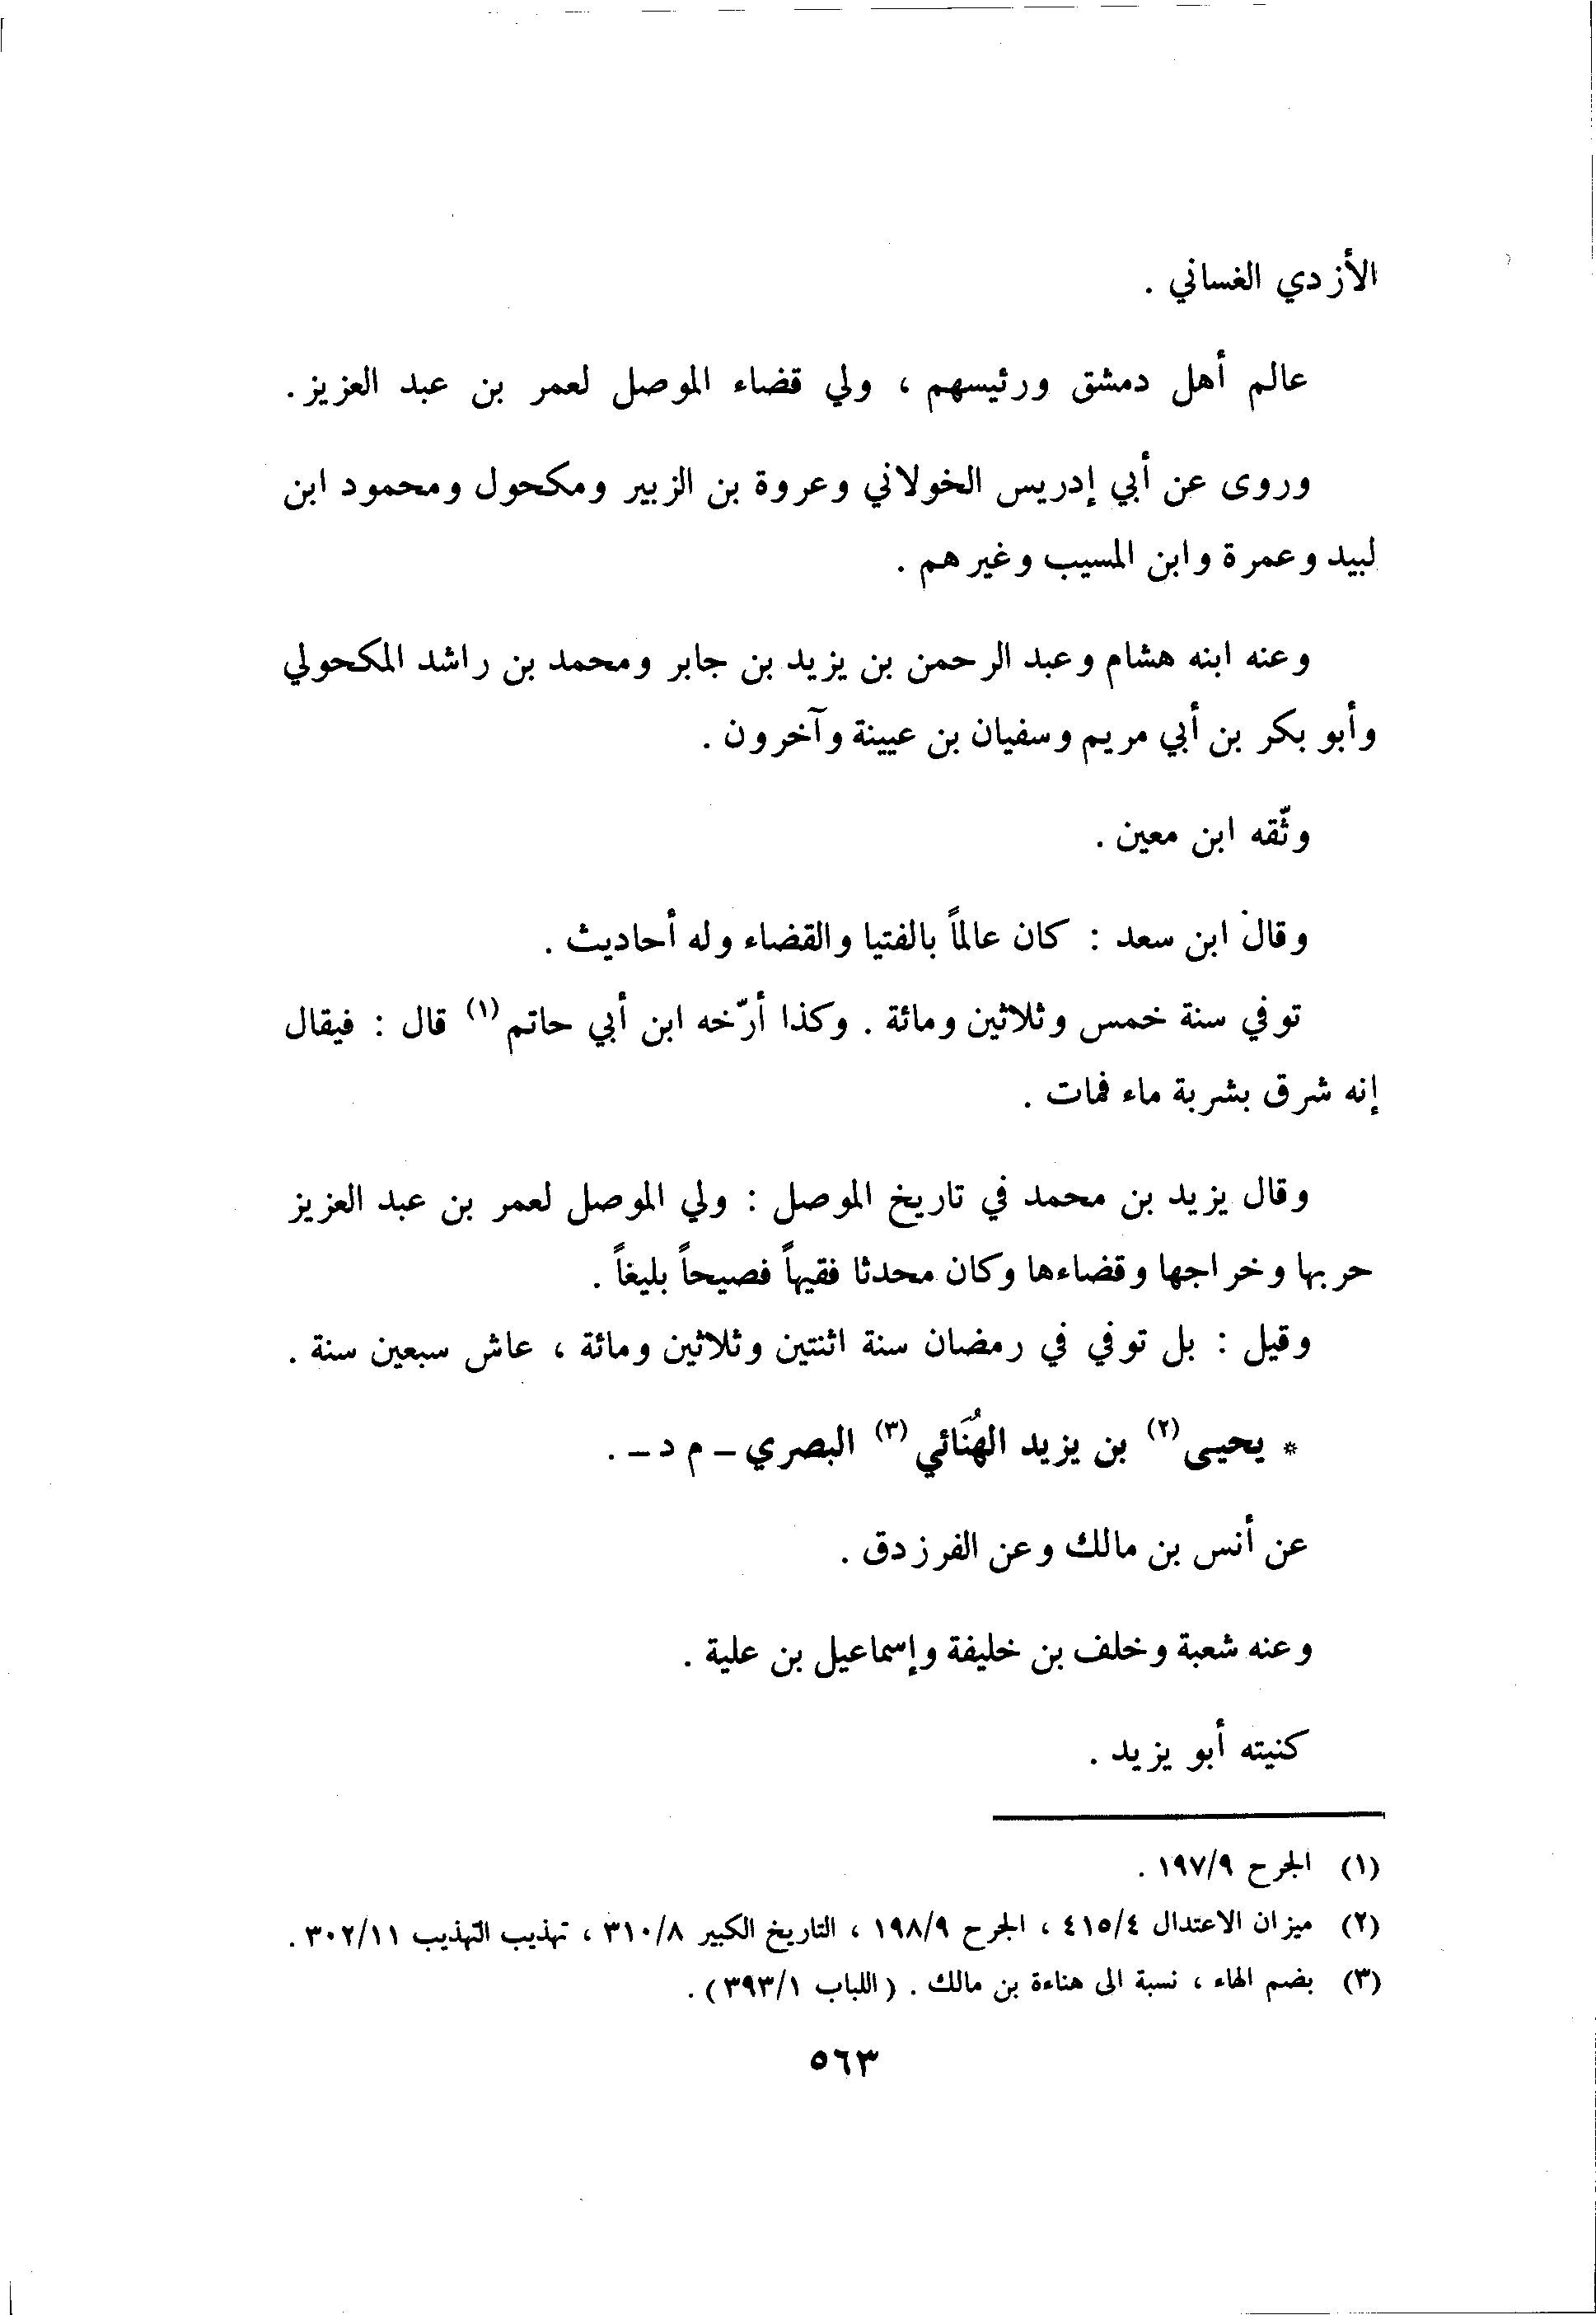 الأزدي الغساني .
عالم أهل دمشق ورئيسهم ، ولي قضاء الموصل لعمر بن عبد العزيز .
وروى عن أبي إدريس الخولاني وعروة بن الزبير ومكحول ومحمود ابن
لبيد وعمرة وابن المسيب وغيرهم .
وعنه ابنه هشام وعبد الرحمن بن يزيد بن جابر ومحمد بن راشد المكحولي
وأبو بكر بن أبي مريم وسفيان بن عيينة وآخرون .
وثّقه ابن معين .
وقال ابن سعد : كان عالماً بالفتيا والقضاء وله أحاديث .
توفي سنة خمس وثلاثين ومائة . وكذا أرّخه ابن أبي حاتم (١) قال : فيقال
إنه شرق بشربة ماء فمات .
وقال يزيد بن محمد في تاريخ الموصل : ولي الموصل لعمر بن عبد العزيز
حربها وخراجها وقضاءها وكان محدثا فقيهاً فصيحاً بليغاً .
وقيل : بل توفي في رمضان سنة اثنتين وثلاثين ومائة ، عاش سبعين سنة .
* يحيى (٢) بن يزيد الهُنَائي (٣) البصري – م د – .
عن أنس بن مالك وعن الفرزدق .
وعنه شعبة وخلف بن خليفة وإسماعيل بن علية .
كنيته أبو يزيد .
(١) الجرح ١٩٧/٩ .
(٢) ميزان الاعتدال ٤١٥/٤ ، الجرح ١٩٨/٩ ، التاريخ الكبير ٣١٠/٨ ، تهذيب التهذيب ٣٠٢/١١ .
(٣) بضم الهاء ، نسبة الى هناءة بن مالك . (اللباب ٣٩٣/١) .
٥٦٣